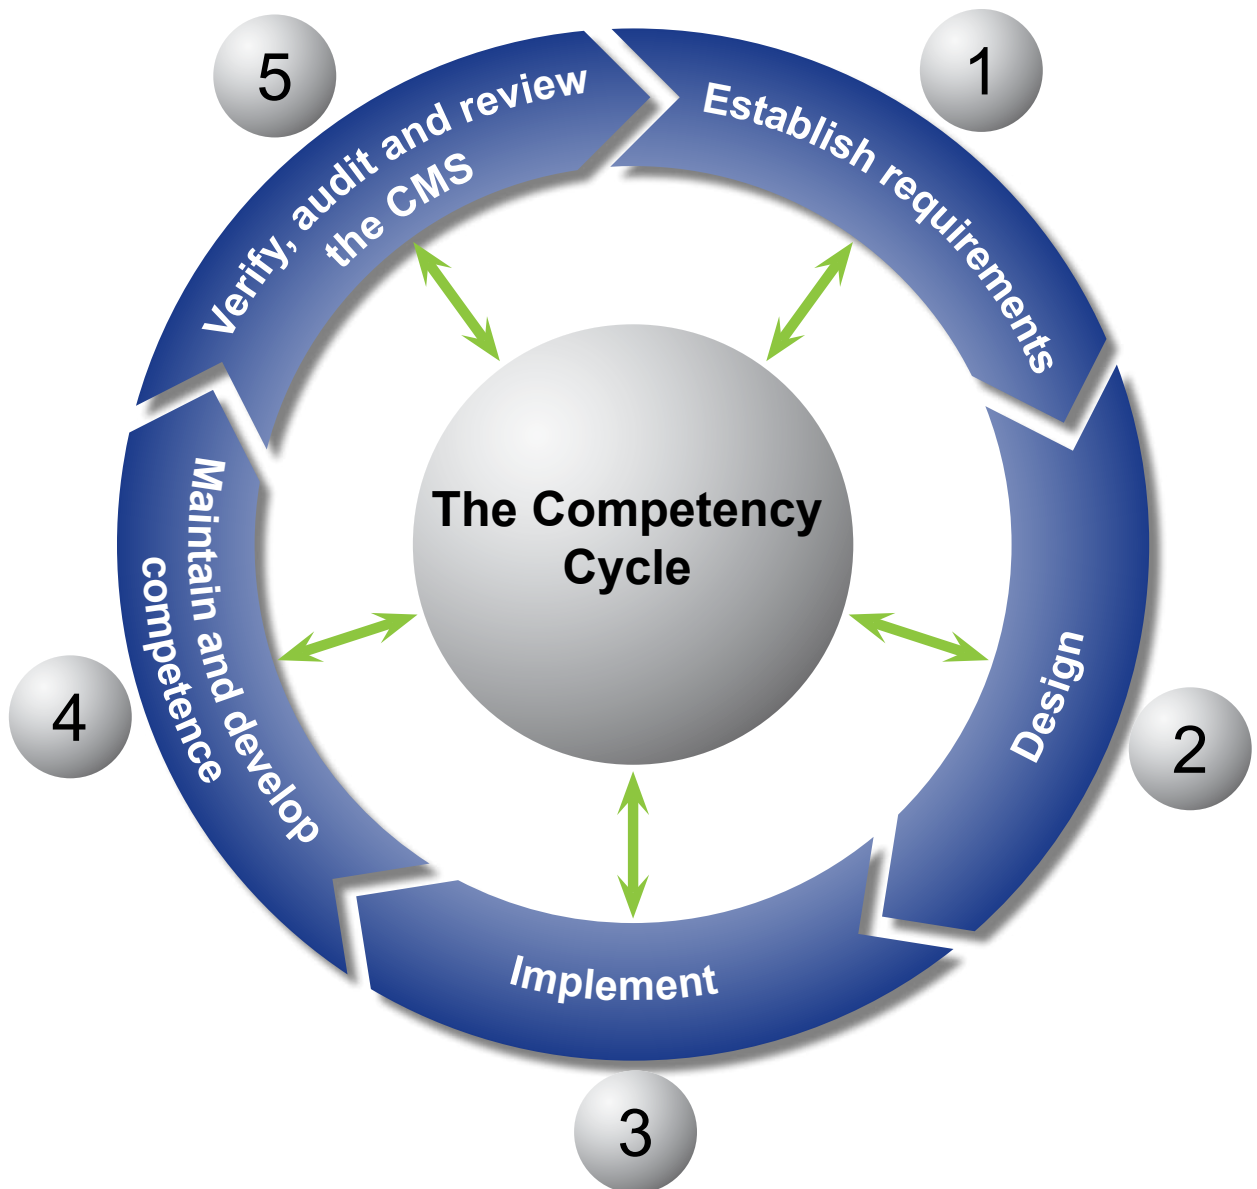 The Competency
Cycle
1
Establish requirements
2
Design
3
Implement
4
Maintain and develop
competence
5
Verify, audit and review
the CMS